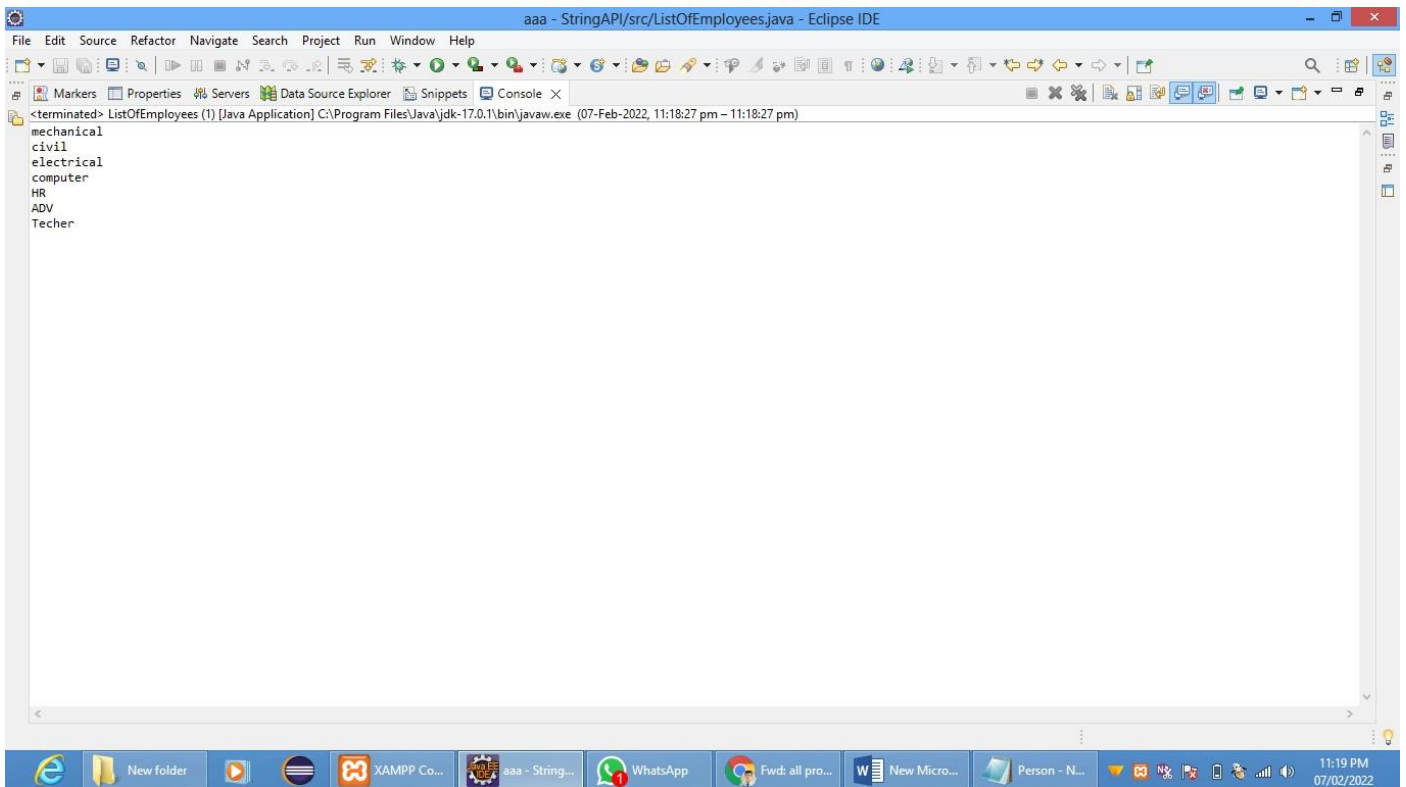 aaa - StringAPI/src/ListOfEmployees.java - Eclipse IDE
File Edit Source Refactor Navigate Search Project Run Window Help
Markers Properties Servers Data Source Explorer Snippets Console
<terminated> ListOfEmployees (1) [Java Application] C:\Program Files\Java\jdk-17.0.1\bin\javaw.exe (07-Feb-2022, 11:18:27 pm – 11:18:27 pm)
mechanical
civil
electrical
computer
HR
ADV
Techer
New folder XAMPP Co... aaa - String... WhatsApp Fwd: all pro... New Micro... Person - N... 11:19 PM
07/02/2022